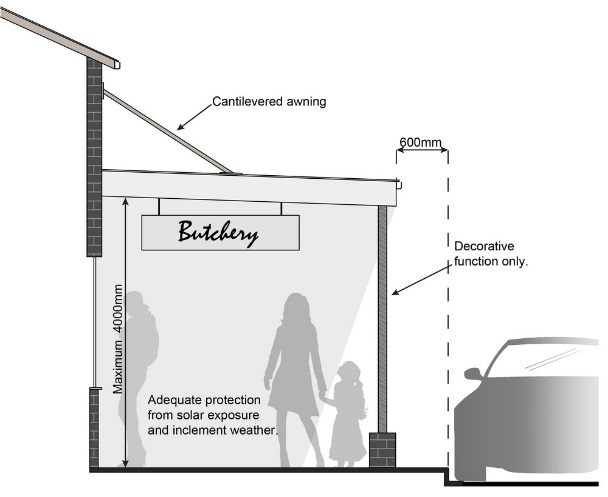 Cantilevered awning
600mm
Butchery
Decorative
function only.
Maximum 4000mm
Adequate protection
from solar exposure
and inclement weather.